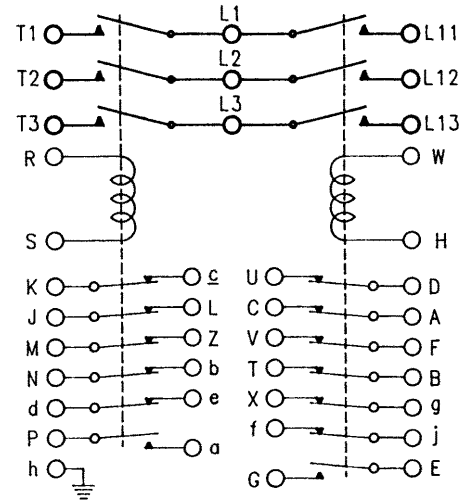 T1 L1 L11
T2 L2 L12
T3 L3 L13
R W
S H
K c U D
J L C A
M Z V F
N b T B
d e X g
P a f j
h G E